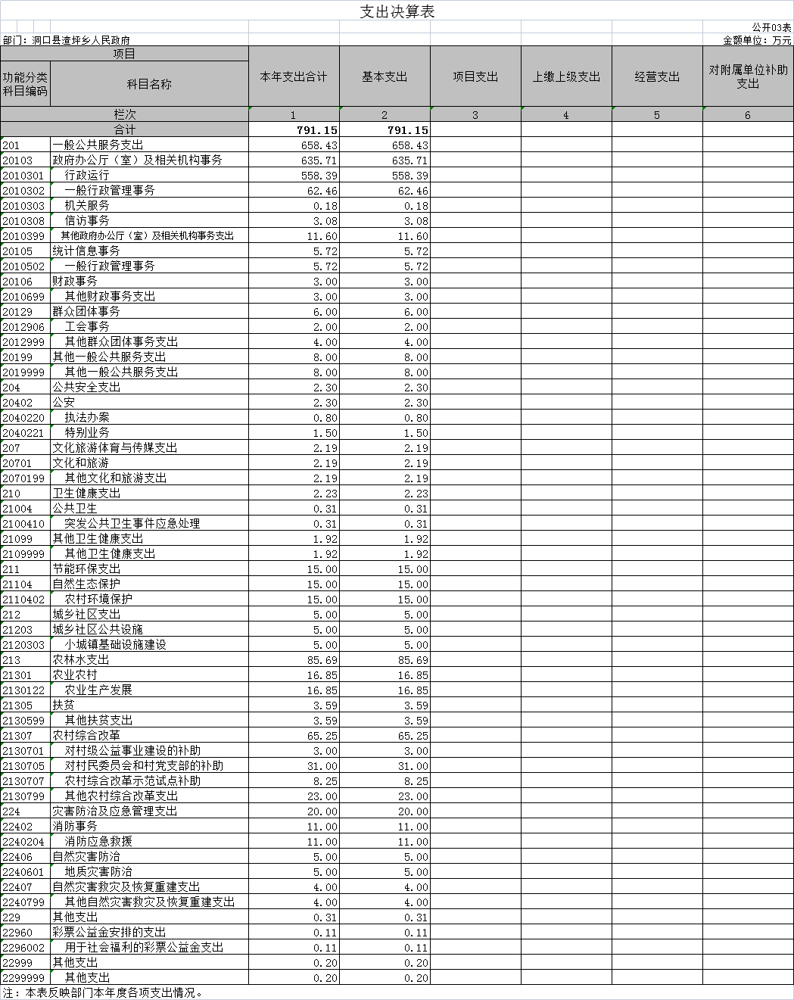 支出决算表
公开03表
部门：洞口县渣坪乡人民政府 金额单位：万元
项目 本年支出合计 基本支出 项目支出 上缴上级支出 经营支出 对附属单位补助支出
功能分类科目编码 科目名称
栏次 1 2 3 4 5 6
合计 791.15 791.15
201 一般公共服务支出 658.43 658.43
20103 政府办公厅（室）及相关机构事务 635.71 635.71
2010301 行政运行 558.39 558.39
2010302 一般行政管理事务 62.46 62.46
2010303 机关服务 0.18 0.18
2010308 信访事务 3.08 3.08
2010399 其他政府办公厅（室）及相关机构事务支出 11.60 11.60
20105 统计信息事务 5.72 5.72
2010502 一般行政管理事务 5.72 5.72
20106 财政事务 3.00 3.00
2010699 其他财政事务支出 3.00 3.00
20129 群众团体事务 6.00 6.00
2012906 工会事务 2.00 2.00
2012999 其他群众团体事务支出 4.00 4.00
20199 其他一般公共服务支出 8.00 8.00
2019999 其他一般公共服务支出 8.00 8.00
204 公共安全支出 2.30 2.30
20402 公安 2.30 2.30
2040220 执法办案 0.80 0.80
2040221 特别业务 1.50 1.50
207 文化旅游体育与传媒支出 2.19 2.19
20701 文化和旅游 2.19 2.19
2070199 其他文化和旅游支出 2.19 2.19
210 卫生健康支出 2.23 2.23
21004 公共卫生 0.31 0.31
2100410 突发公共卫生事件应急处理 0.31 0.31
21099 其他卫生健康支出 1.92 1.92
2109999 其他卫生健康支出 1.92 1.92
211 节能环保支出 15.00 15.00
21104 自然生态保护 15.00 15.00
2110402 农村环境保护 15.00 15.00
212 城乡社区支出 5.00 5.00
21203 城乡社区公共设施 5.00 5.00
2120303 小城镇基础设施建设 5.00 5.00
213 农林水支出 85.69 85.69
21301 农业农村 16.85 16.85
2130122 农业生产发展 16.85 16.85
21305 扶贫 3.59 3.59
2130599 其他扶贫支出 3.59 3.59
21307 农村综合改革 65.25 65.25
2130701 对村级公益事业建设的补助 3.00 3.00
2130705 对村民委员会和村党支部的补助 31.00 31.00
2130707 农村综合改革示范试点补助 8.25 8.25
2130799 其他农村综合改革支出 23.00 23.00
224 灾害防治及应急管理支出 20.00 20.00
22402 消防事务 11.00 11.00
2240204 消防应急救援 11.00 11.00
22406 自然灾害防治 5.00 5.00
2240601 地质灾害防治 5.00 5.00
22407 自然灾害救灾及恢复重建支出 4.00 4.00
2240799 其他自然灾害救灾及恢复重建支出 4.00 4.00
229 其他支出 0.31 0.31
22960 彩票公益金安排的支出 0.11 0.11
2296002 用于社会福利的彩票公益金支出 0.11 0.11
22999 其他支出 0.20 0.20
2299999 其他支出 0.20 0.20
注：本表反映部门本年度各项支出情况。